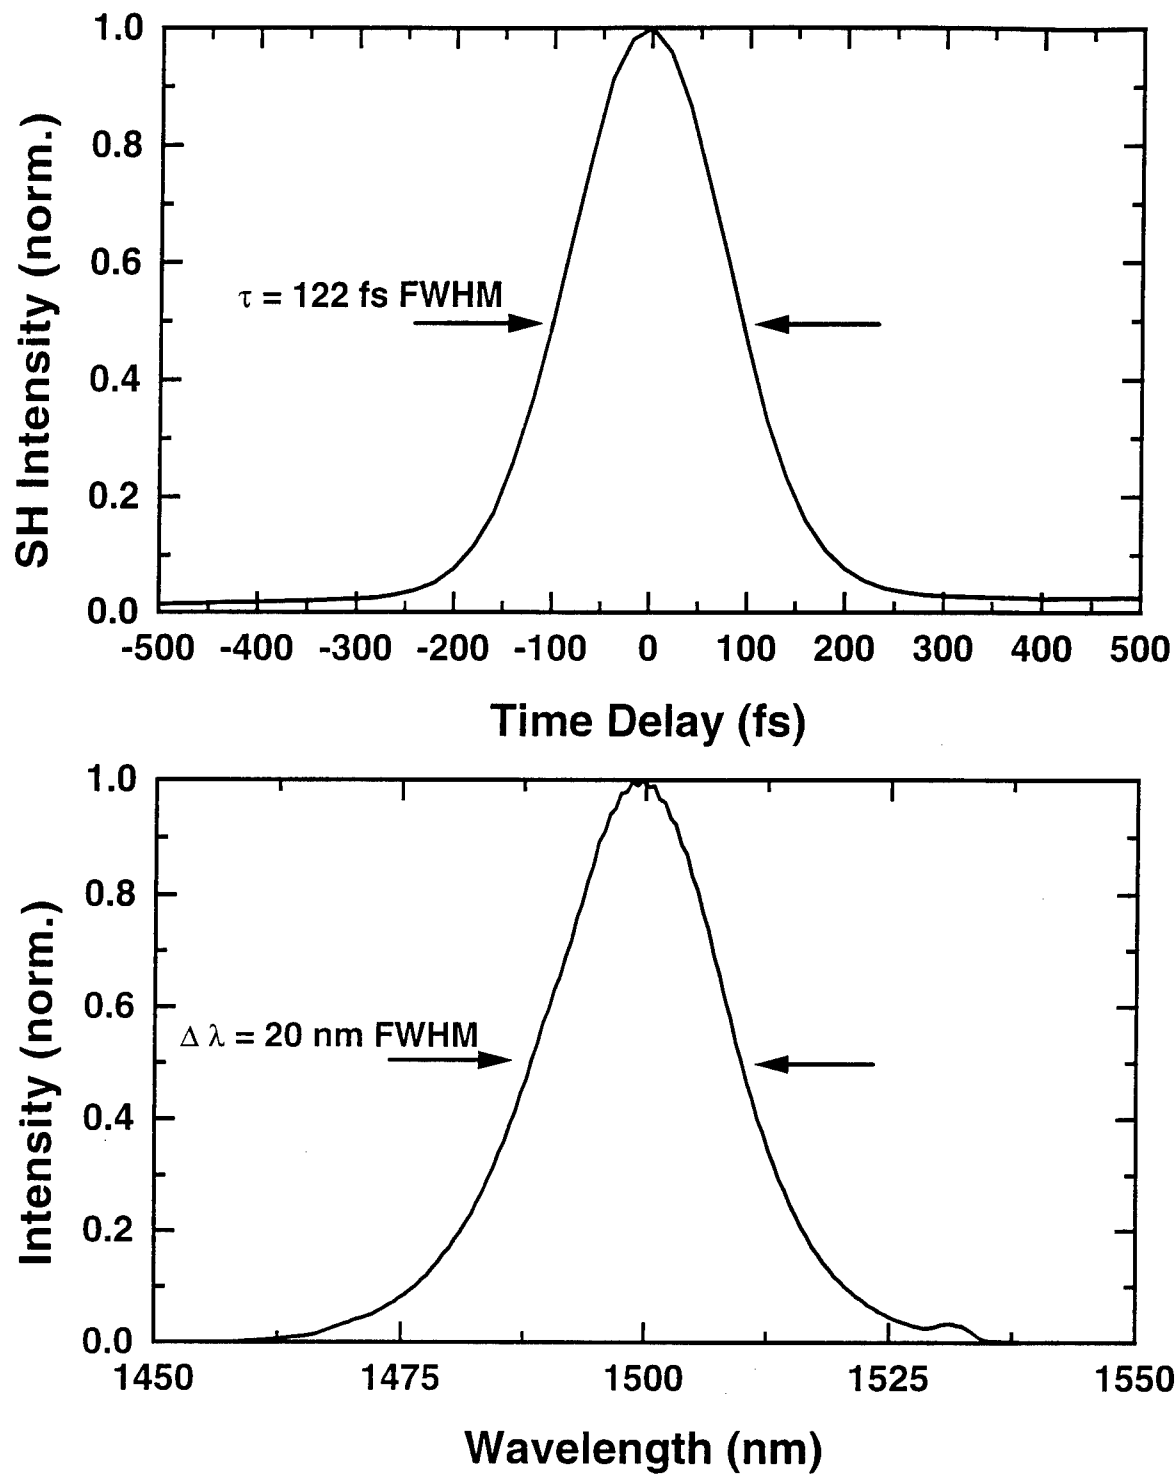 SH Intensity (norm.)
1.0
0.8
0.6
0.4
0.2
0.0
τ = 122 fs FWHM
-500 -400 -300 -200 -100 0 100 200 300 400 500
Time Delay (fs)
Intensity (norm.)
1.0
0.8
0.6
0.4
0.2
0.0
Δ λ = 20 nm FWHM
1450 1475 1500 1525 1550
Wavelength (nm)